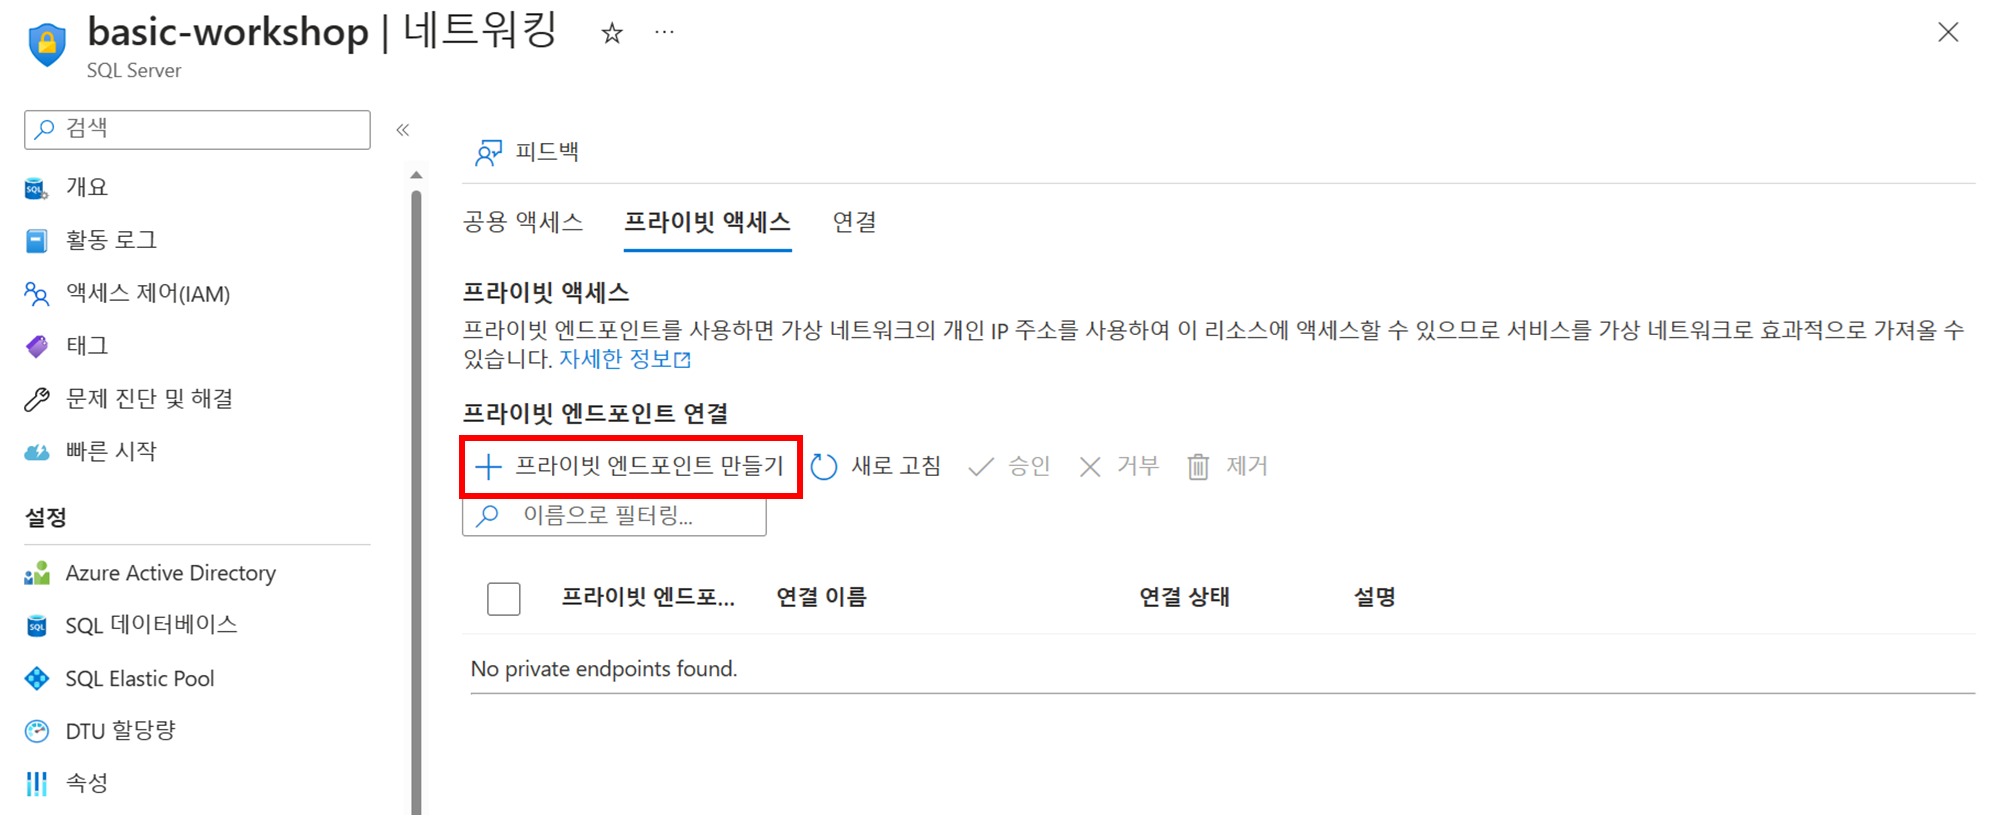 basic-workshop | 네트워킹
SQL Server
검색
개요
활동 로그
액세스 제어(IAM)
태그
문제 진단 및 해결
빠른 시작
설정
Azure Active Directory
SQL 데이터베이스
SQL Elastic Pool
DTU 할당량
속성
피드백
공용 액세스 프라이빗 액세스 연결
프라이빗 액세스
프라이빗 엔드포인트를 사용하면 가상 네트워크의 개인 IP 주소를 사용하여 이 리소스에 액세스할 수 있으므로 서비스를 가상 네트워크로 효과적으로 가져올 수
있습니다. 자세한 정보
프라이빗 엔드포인트 연결
프라이빗 엔드포인트 만들기 새로 고침 승인 거부 제거
이름으로 필터링...
프라이빗 엔드포... 연결 이름 연결 상태 설명
No private endpoints found.